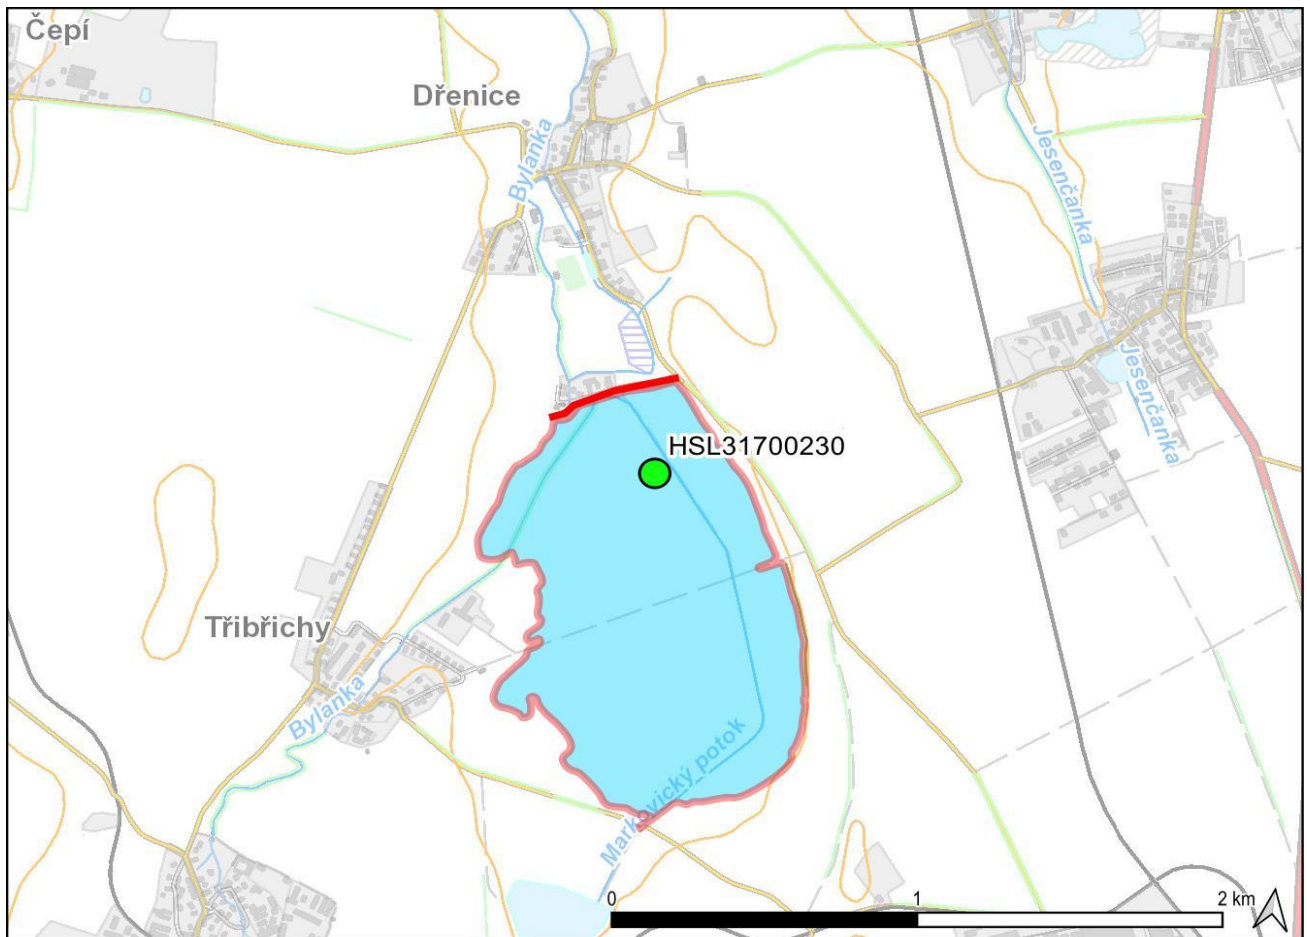 Čepí
Dřenice
Bylanka
Jesenčanka
Jesenčanka
HSL31700230
Třibřichy
Bylanka
Markovický potok
0 1 2 km